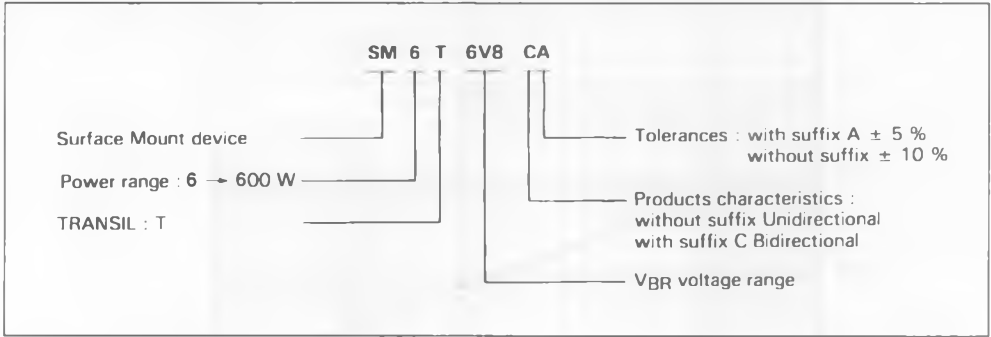 SM 6 T 6V8 CA
Surface Mount device
Power range : 6 → 600 W
TRANSIL : T
Tolerances : with suffix A ± 5 %
without suffix ± 10 %
Products characteristics :
without suffix Unidirectional
with suffix C Bidirectional
VBR voltage range